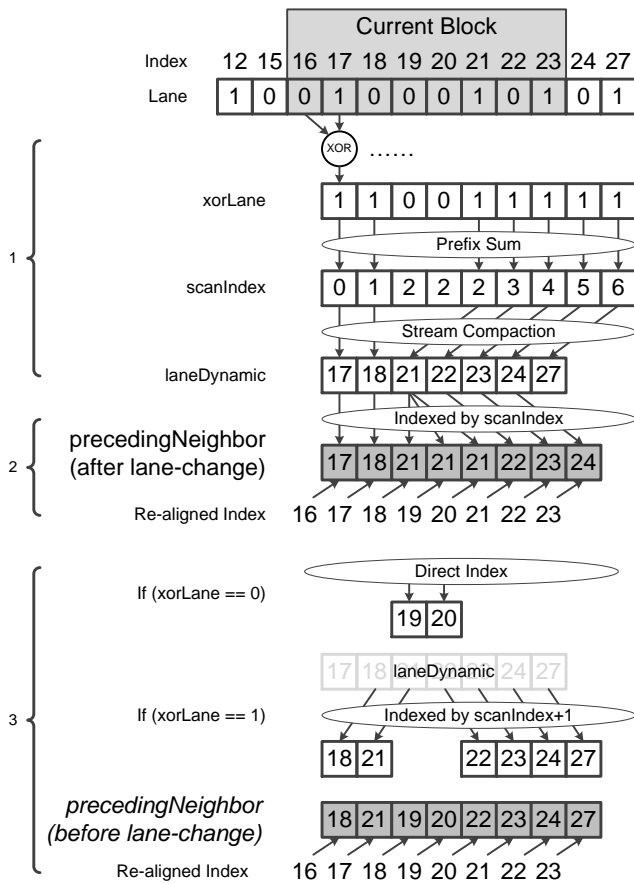 Current Block
Index 12 15 16 17 18 19 20 21 22 23 24 27
Lane 1 0 0 1 0 0 0 1 0 1 0 1
XOR ......
1
xorLane 1 1 0 0 1 1 1 1 1
Prefix Sum
scanIndex 0 1 2 2 2 3 4 5 6
Stream Compaction
laneDynamic 17 18 21 22 23 24 27
Indexed by scanIndex
2
precedingNeighbor
(after lane-change) 17 18 21 21 21 22 23 24
Re-aligned Index 16 17 18 19 20 21 22 23
Direct Index
If (xorLane == 0)
19 20
17 18 21 22 23 24 27
laneDynamic
3
If (xorLane == 1) Indexed by scanIndex+1
18 21 22 23 24 27
precedingNeighbor
(before lane-change) 18 21 19 20 22 23 24 27
Re-aligned Index 16 17 18 19 20 21 22 23